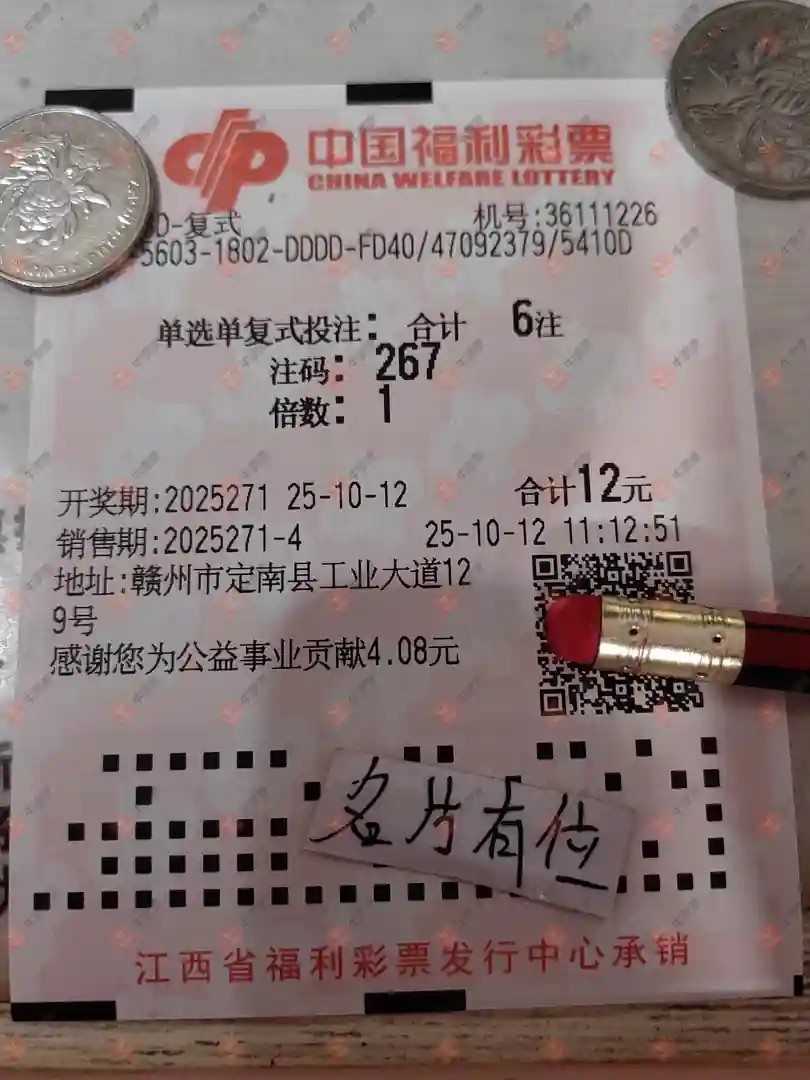 中国福利彩票
CHINA WELFARE LOTTERY
D-复式 机号:36111226
5603-1802-DDDD-FD40/47092379/5410D
单选单复式投注: 合计 6注
注码: 267
倍数: 1
开奖期:2025271 25-10-12 合计12元
销售期:2025271-4 25-10-12 11:12:51
地址:赣州市定南县工业大道12
9号
感谢您为公益事业贡献4.08元
名片有位
江西省福利彩票发行中心承销